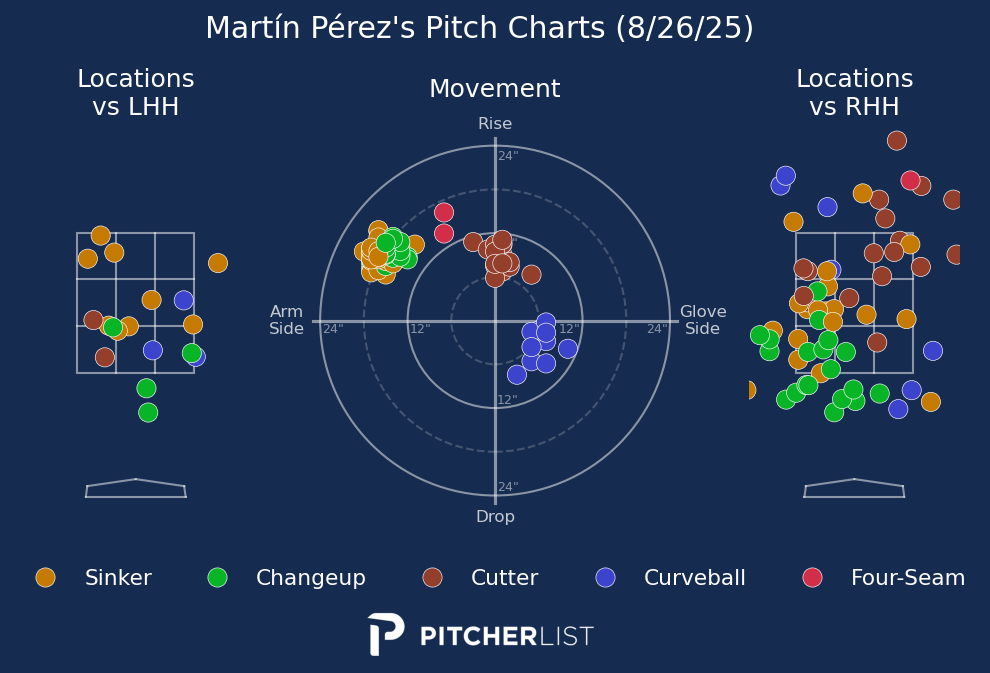 Martín Pérez's Pitch Charts (8/26/25)
Locations
vs LHH
Movement
Locations
vs RHH
Rise
24"
Arm
Side
24"
12"
12"
24"
Glove
Side
12"
24"
Drop
Sinker
Changeup
Cutter
Curveball
Four-Seam
PITCHERLIST